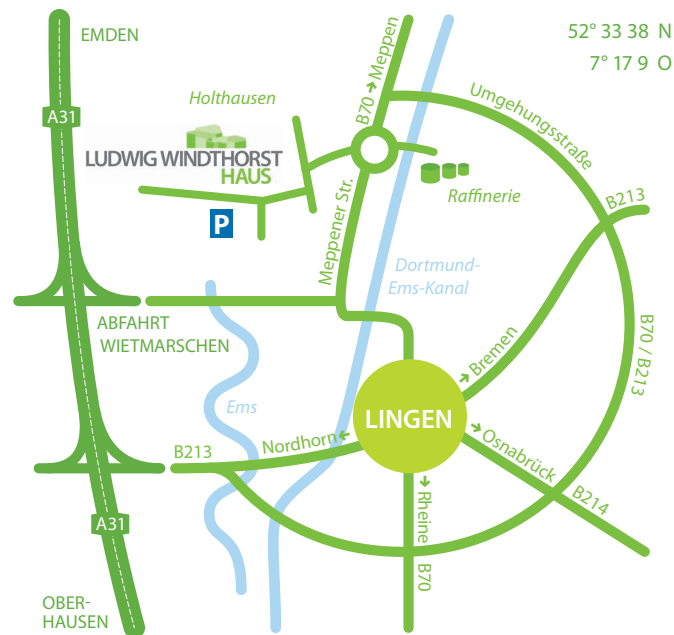 52° 33 38 N
7° 17 9 O
EMDEN
A31
Holthausen
LUDWIG WINDTHORST
HAUS
P
B70 → Meppen
Umgehungsstraße
B213
Raffinerie
Meppener Str.
Dortmund-
Ems-Kanal
ABFAHRT
WIETMARSCHEN
B70 / B213
→ Bremen
Ems
LINGEN
B213
Nordhorn ←
→ Osnabrück
B214
→ Rheine
B70
A31
OBER-
HAUSEN